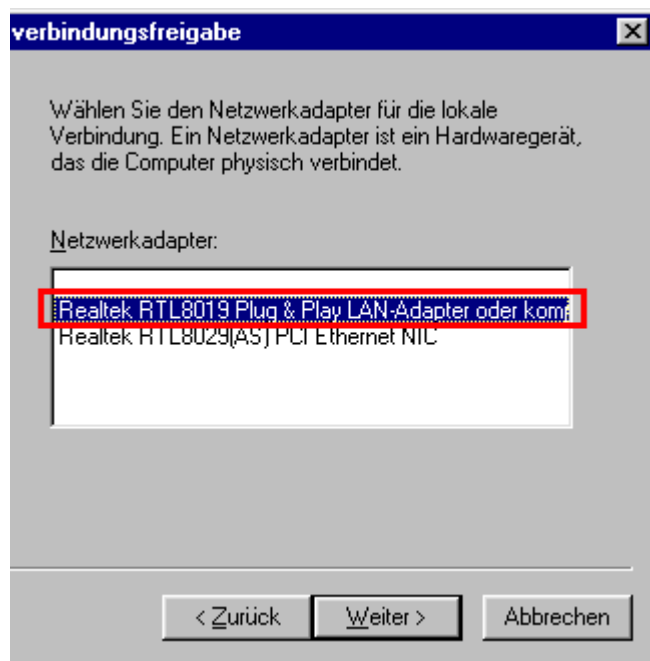 verbindungsfreigabe
Wählen Sie den Netzwerkadapter für die lokale
Verbindung. Ein Netzwerkadapter ist ein Hardwaregerät,
das die Computer physisch verbindet.
Netzwerkadapter:
Realtek RTL8019 Plug & Play LAN-Adapter oder kom
Realtek RTL8029(AS) PCI Ethernet NIC
< Zurück Weiter > Abbrechen